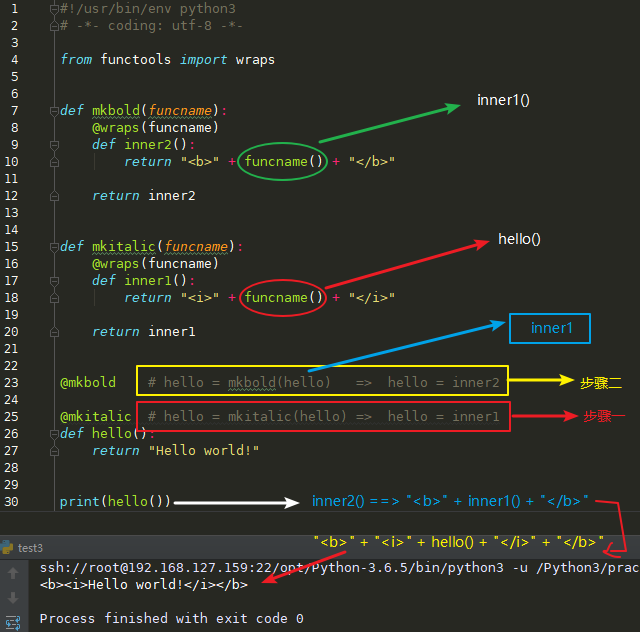 1 #!/usr/bin/env python3
2 # -*- coding: utf-8 -*-
3
4 from functools import wraps
5
6
inner1()
7 def mkbold(funcname):
8 @wraps(funcname)
9 def inner2():
10 return "<b>" + funcname() + "</b>"
11
12 return inner2
13
14
hello()
15 def mkitalic(funcname):
16 @wraps(funcname)
17 def inner1():
18 return "<i>" + funcname() + "</i>"
19
20 return inner1
inner1
21
22
23 @mkbold # hello = mkbold(hello) => hello = inner2 步骤二
24
25 @mkitalic # hello = mkitalic(hello) => hello = inner1 步骤一
26 def hello():
27 return "Hello world!"
28
29
30 print(hello()) inner2() ==> "<b>" + inner1() + "</b>"
"<b>" + "<i>" + hello() + "</i>" + "</b>"
test3
ssh://root@192.168.127.159:22/opt/Python-3.6.5/bin/python3 -u /Python3/prac
<b><i>Hello world!</i></b>
Process finished with exit code 0